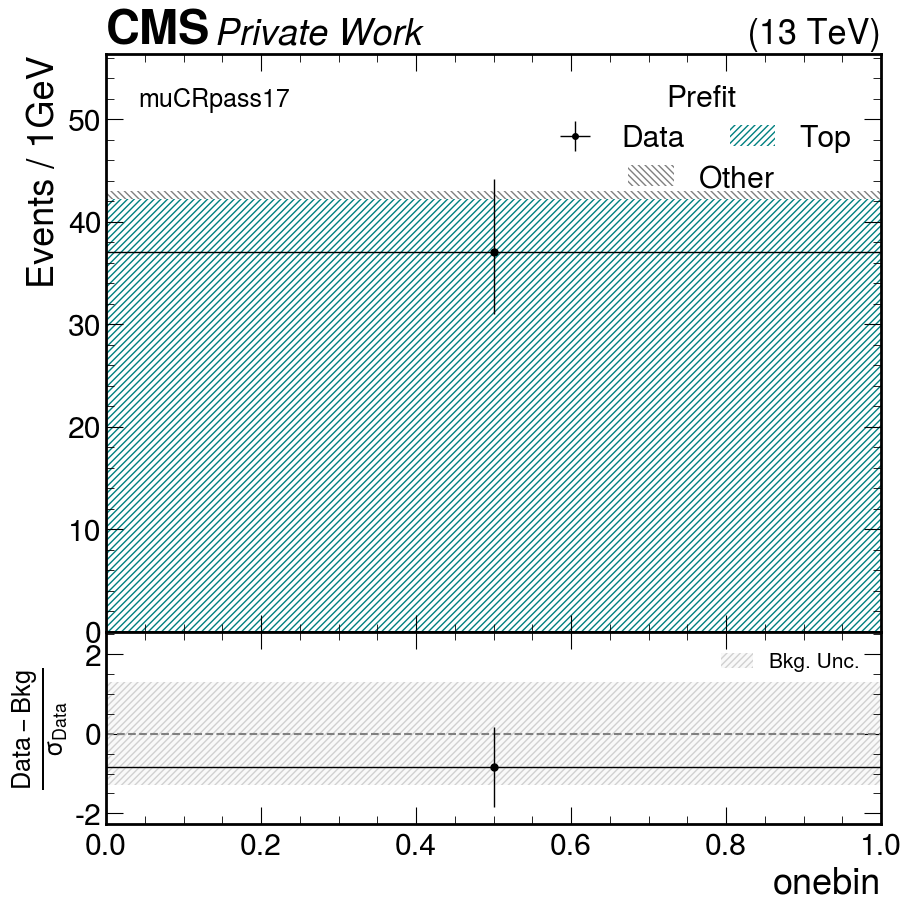 CMS Private Work (13 TeV)
Events / 1GeV
muCRpass17
Prefit
Data Top
Other
50
40
30
20
10
0
Bkg. Unc.
Data – Bkg
σData
2
0
-2
0.0 0.2 0.4 0.6 0.8 1.0
onebin